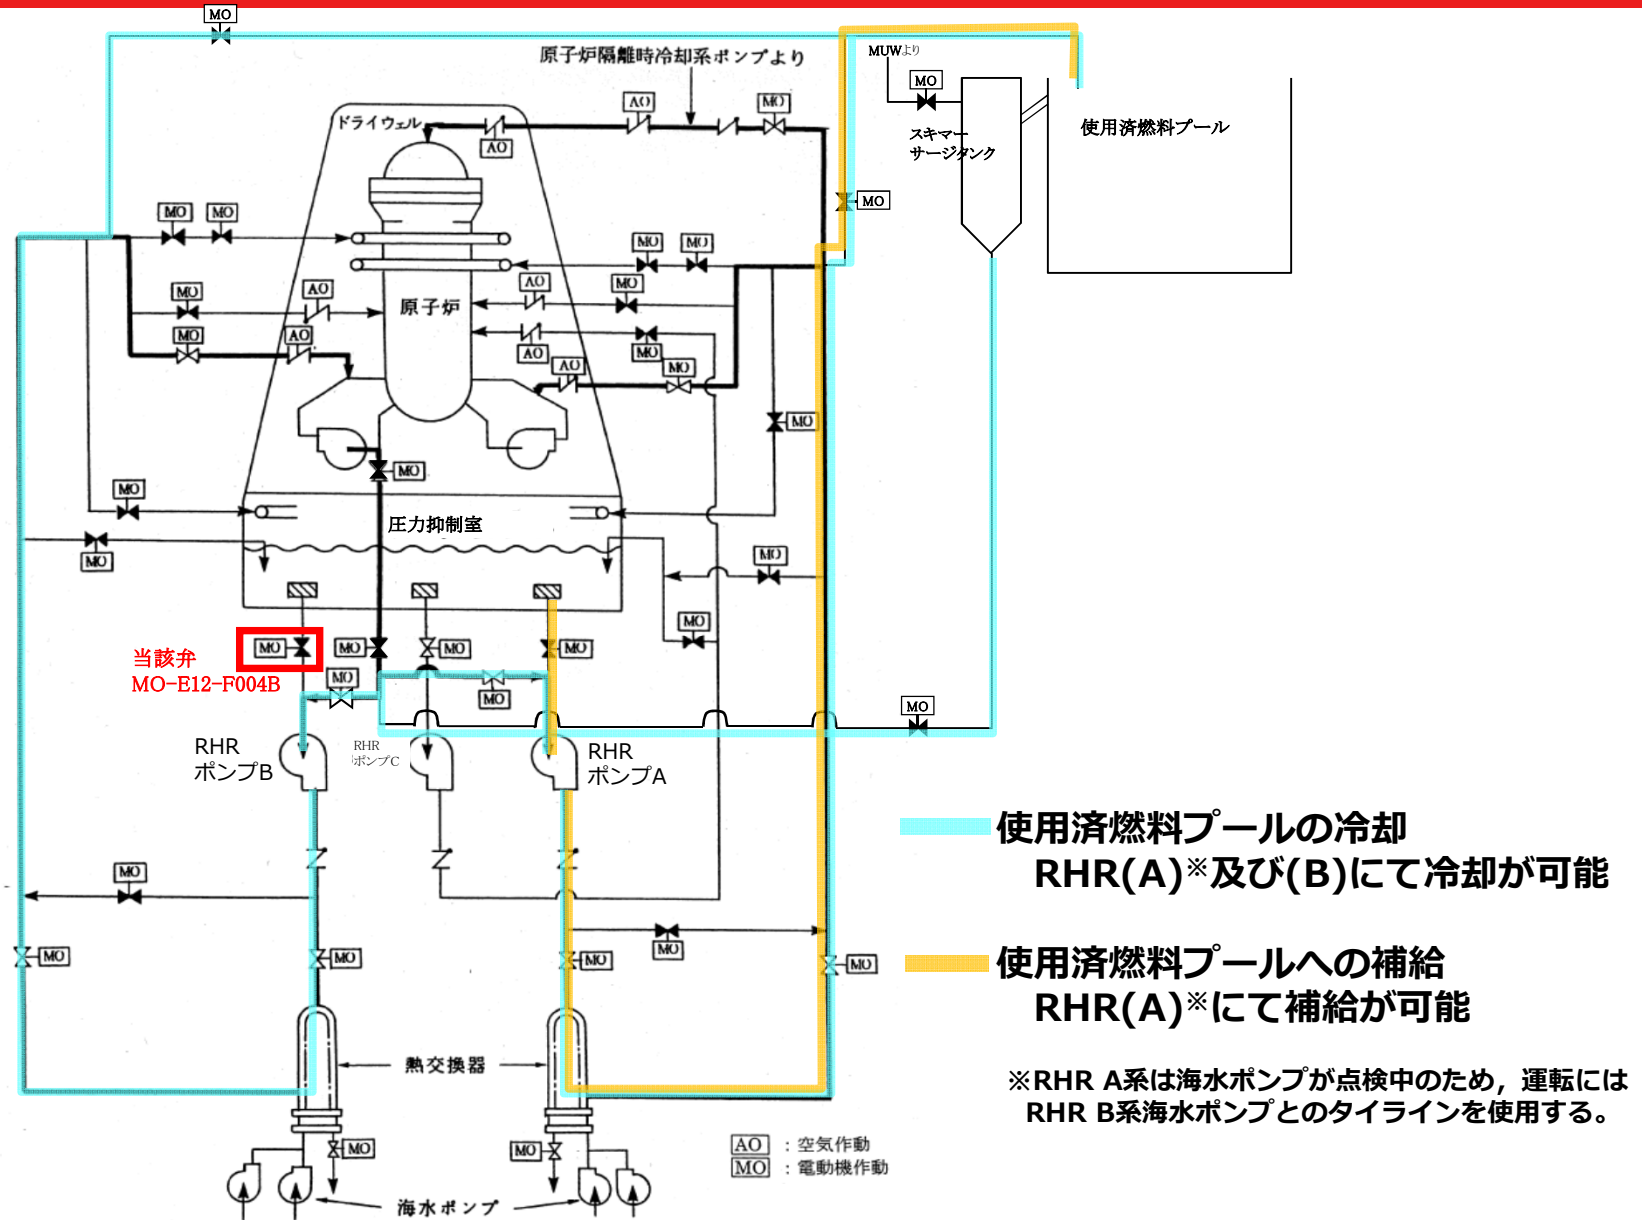 MO
原子炉隔離時冷却系ポンプより
MUWより
MO
AO
MO
ドライウェル
AO
スキマー
サージタンク
使用済燃料プール
MO
MO
MO
MO
MO
MO
AO
AO
MO
原子炉
MO
AO
AO
MO
AO
MO
MO
MO
MO
圧力抑制室
MO
MO
MO
MO
MO
MO
MO
当該弁
MO-E12-F004B
MO
MO
MO
MO
RHR
ポンプB
RHR
ポンプC
RHR
ポンプA
使用済燃料プールの冷却
RHR(A)※及び(B)にて冷却が可能
MO
MO
MO
MO
MO
MO
使用済燃料プールへの補給
RHR(A)※にて補給が可能
熱交換器
※RHR A系は海水ポンプが点検中のため，運転には
RHR B系海水ポンプとのタイラインを使用する。
MO
MO
AO ：空気作動
MO ：電動機作動
海水ポンプ